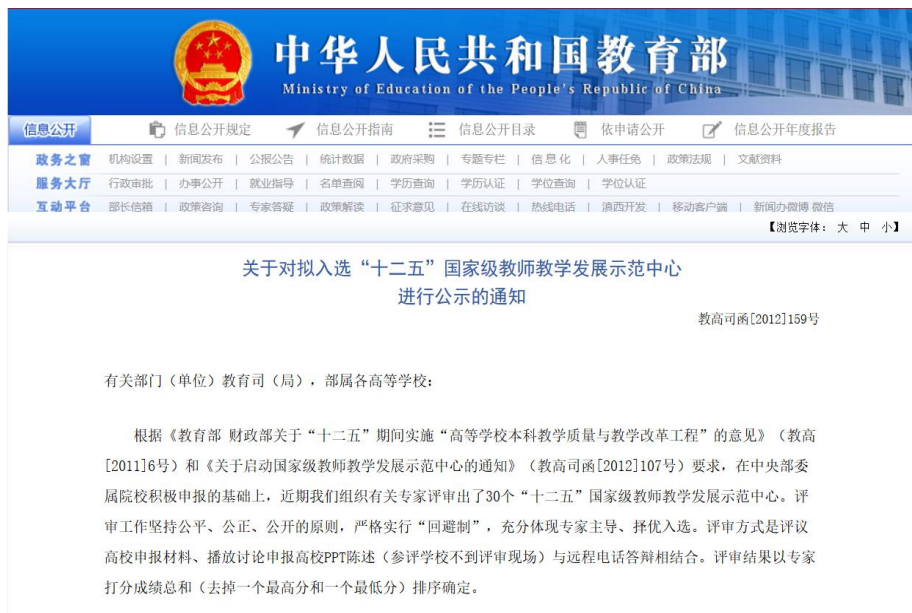 中华人民共和国教育部
Ministry of Education of the People's Republic of China
信息公开 信息公开规定 信息公开指南 信息公开目录 依申请公开 信息公开年度报告
政务之窗 机构设置 | 新闻发布 | 公报公告 | 统计数据 | 政府采购 | 专题专栏 | 信息化 | 人事任免 | 政策法规 | 文献资料
服务大厅 行政审批 | 办事公开 | 就业指导 | 名单查阅 | 学历查询 | 学历认证 | 学位查询 | 学位认证
互动平台 部长信箱 | 政策咨询 | 专家答疑 | 政策解读 | 征求意见 | 在线访谈 | 热线电话 | 滇西开发 | 移动客户端 | 新闻办微博 微信
【浏览字体： 大 中 小】
关于对拟入选“十二五”国家级教师教学发展示范中心
进行公示的通知
教高司函[2012]159号
有关部门（单位）教育司（局），部属各高等学校：
根据《教育部 财政部关于“十二五”期间实施“高等学校本科教学质量与教学改革工程”的意见》（教高
[2011]6号）和《关于启动国家级教师教学发展示范中心的通知》（教高司函[2012]107号）要求，在中央部委
属院校积极申报的基础上，近期我们组织有关专家评审出了30个“十二五”国家级教师教学发展示范中心。评
审工作坚持公平、公正、公开的原则，严格实行“回避制”，充分体现专家主导、择优入选。评审方式是评议
高校申报材料、播放讨论申报高校PPT陈述（参评学校不到评审现场）与远程电话答辩相结合。评审结果以专家
打分成绩总和（去掉一个最高分和一个最低分）排序确定。